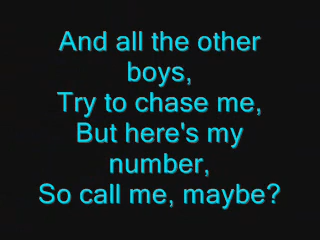 And all the other
boys,
Try to chase me,
But here's my
number,
So call me, maybe?